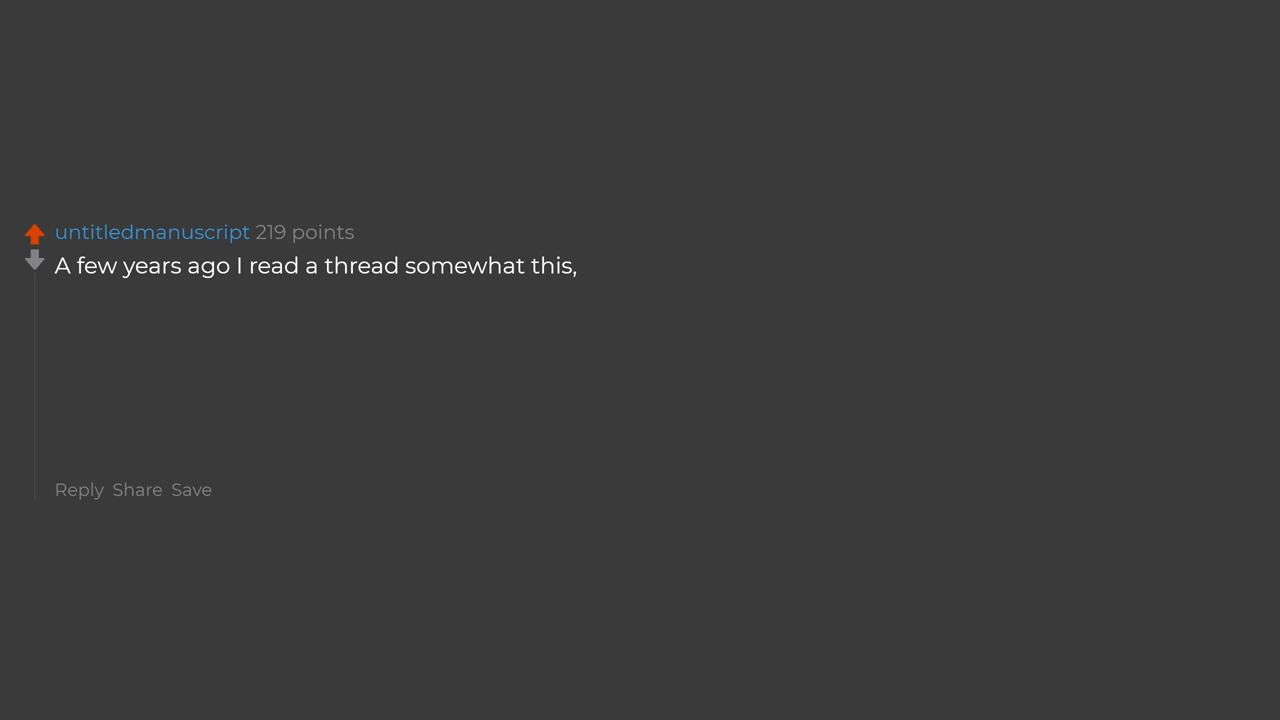 untitledmanuscript 219 points
A few years ago I read a thread somewhat this,
Reply Share Save